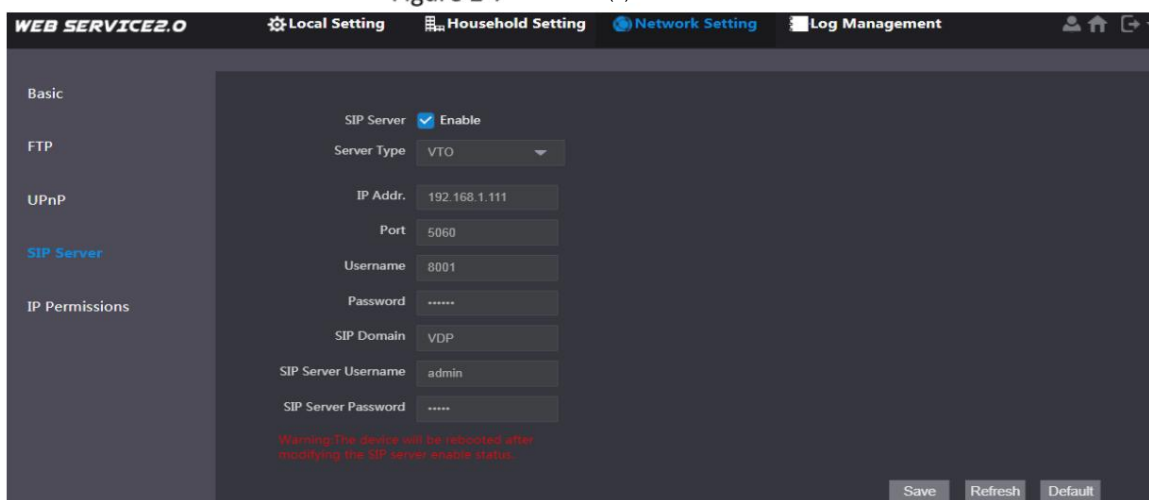 WEB SERVICE2.0 Local Setting Household Setting Network Setting Log Management
Basic
FTP
UPnP
SIP Server
IP Permissions
SIP Server Enable
Server Type VTO
IP Addr. 192.168.1.111
Port 5060
Username 8001
Password ······
SIP Domain VDP
SIP Server Username admin
SIP Server Password ·····
Warning:The device will be rebooted after
modifying the SIP server enable status.
Save Refresh Default